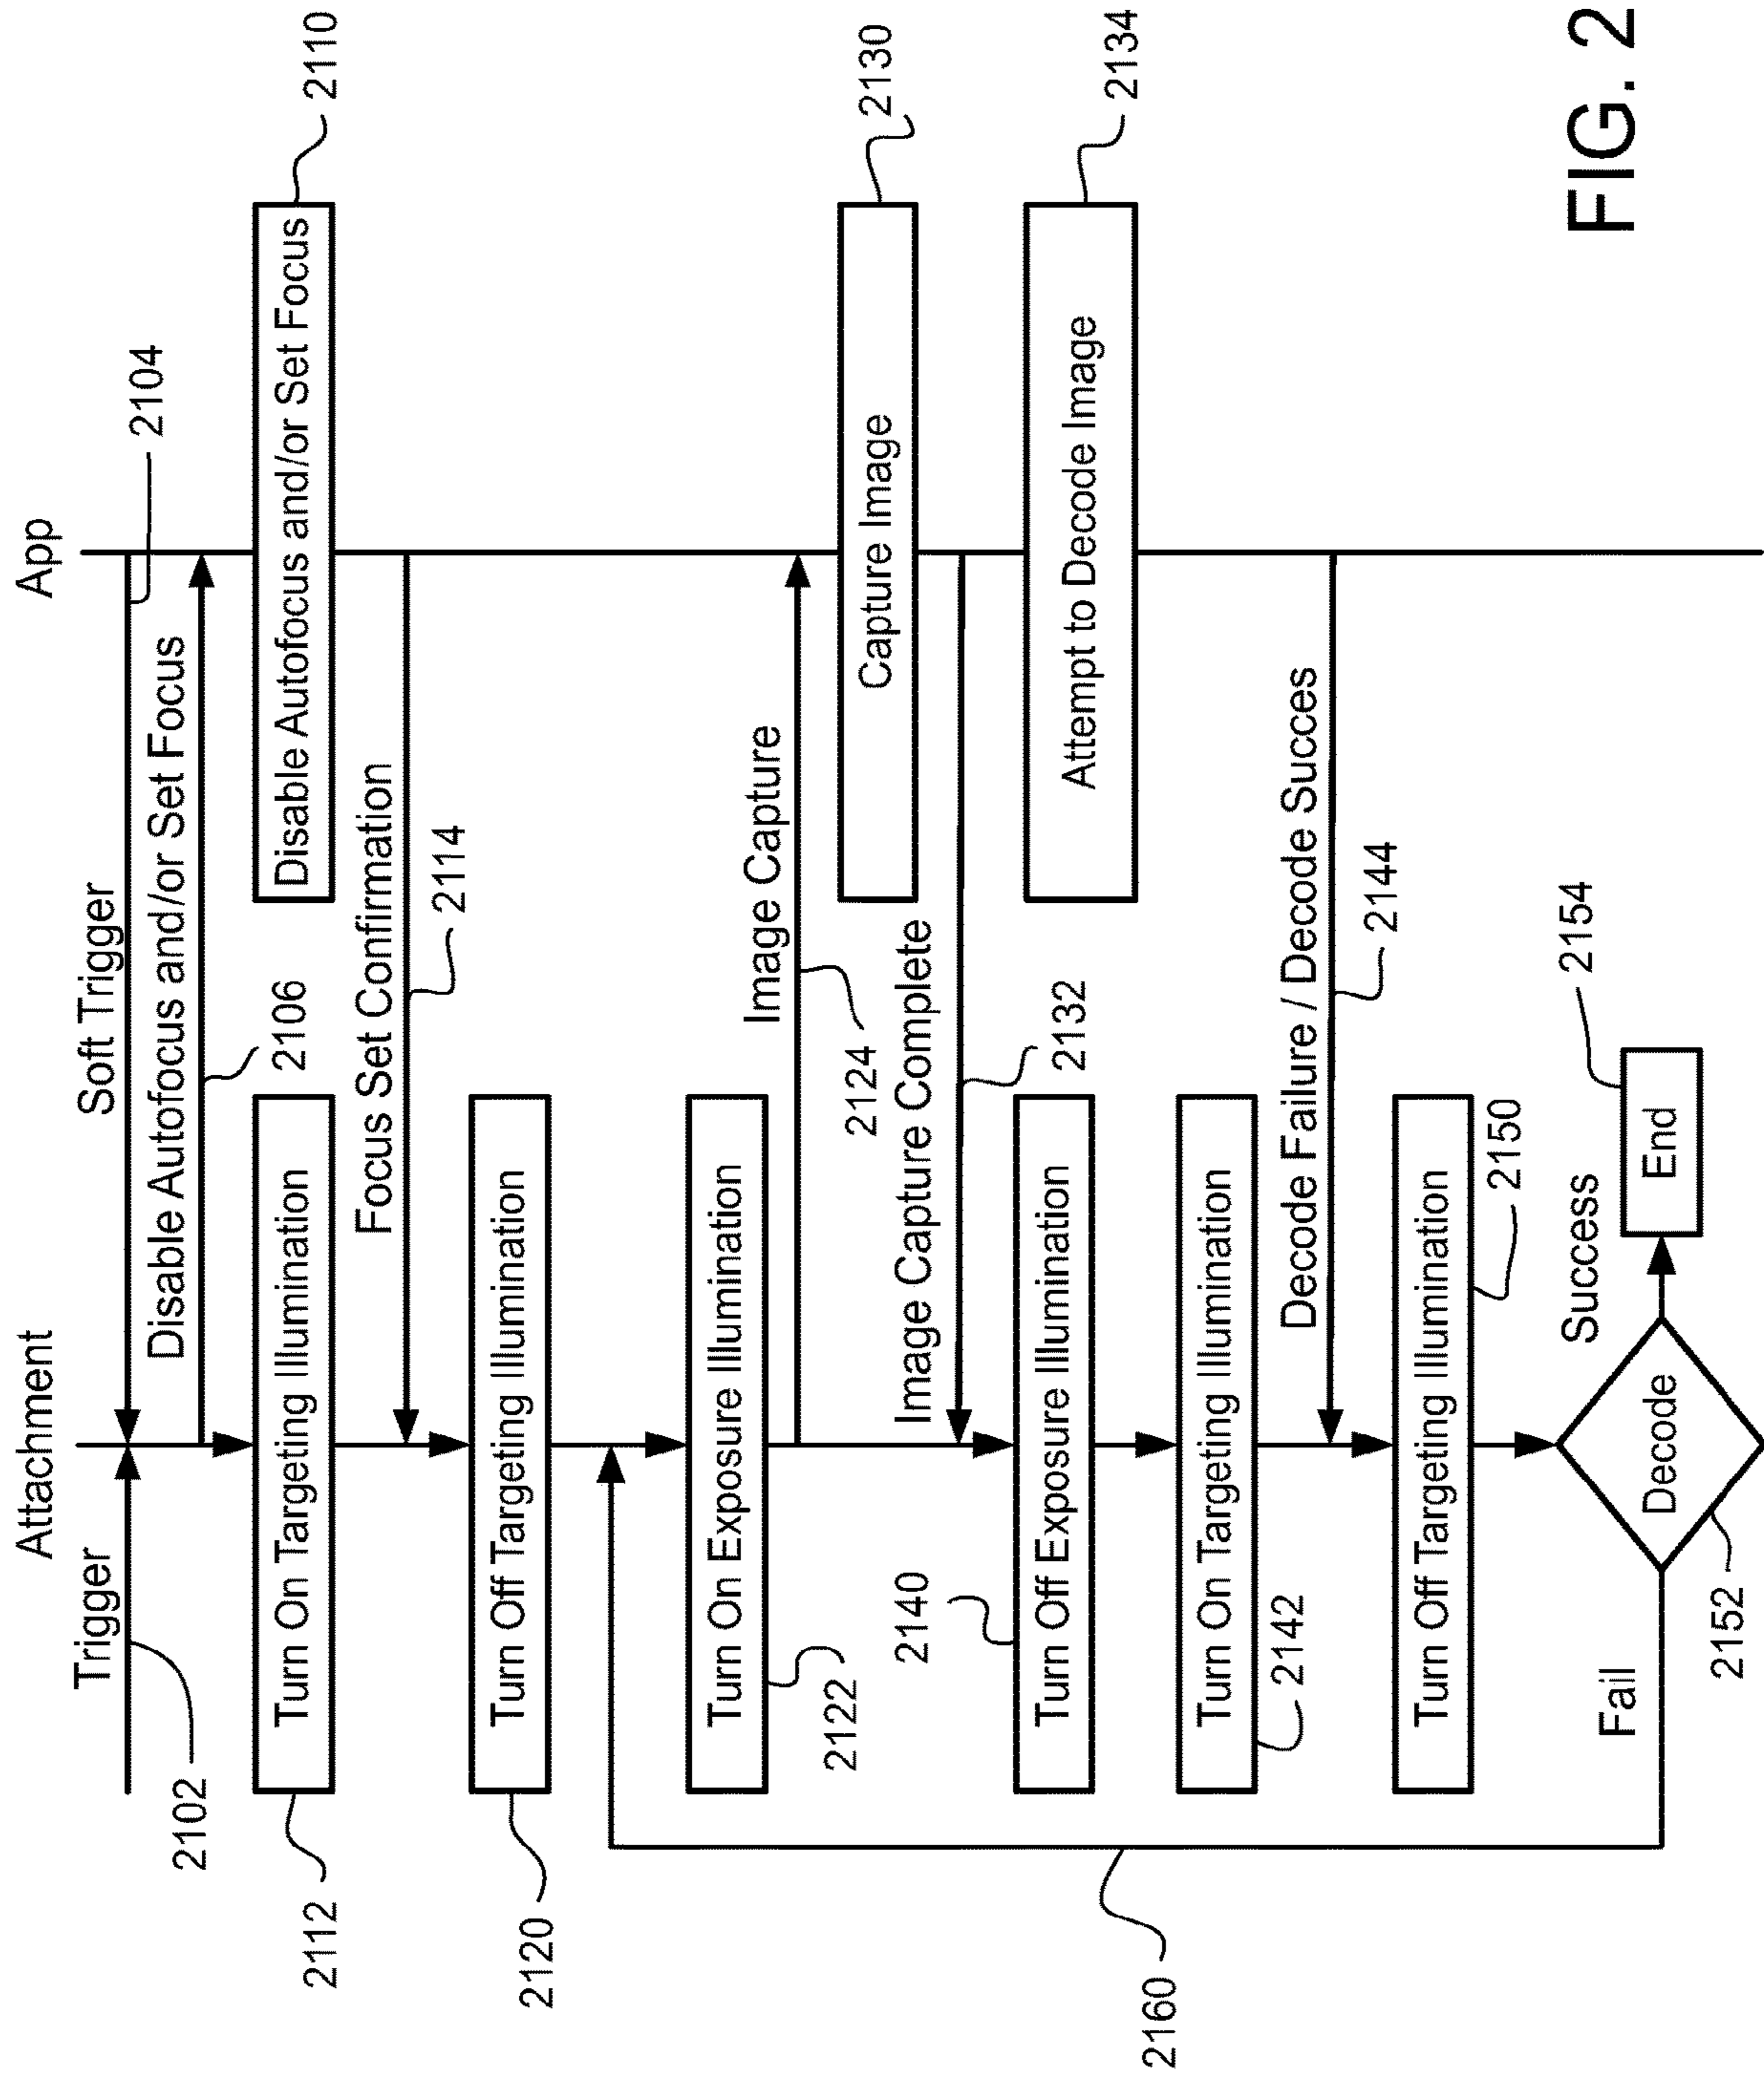 Attachment
App
Trigger
Soft Trigger
2102
2104
Disable Autofocus and/or Set Focus
2106
Turn On Targeting Illumination
2112
Disable Autofocus and/or Set Focus
2110
Focus Set Confirmation
2114
Turn Off Targeting Illumination
2120
Turn On Exposure Illumination
2122
Image Capture
2124
Capture Image
2130
Image Capture Complete
2132
Attempt to Decode Image
2134
2140
Turn Off Exposure Illumination
Turn On Targeting Illumination
2142
Decode Failure / Decode Succes
2144
Turn Off Targeting Illumination
2150
Decode
2152
Success
End
2154
Fail
2160
FIG. 2